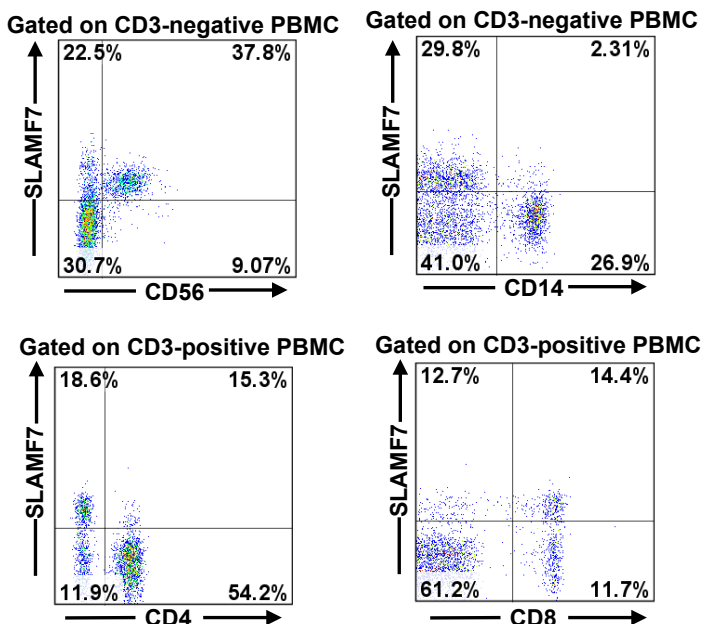 Gated on CD3-negative PBMC
22.5% 37.8%
SLAMF7
30.7% 9.07%
CD56
Gated on CD3-negative PBMC
29.8% 2.31%
SLAMF7
41.0% 26.9%
CD14
Gated on CD3-positive PBMC
18.6% 15.3%
SLAMF7
11.9% 54.2%
CD4
Gated on CD3-positive PBMC
12.7% 14.4%
SLAMF7
61.2% 11.7%
CD8